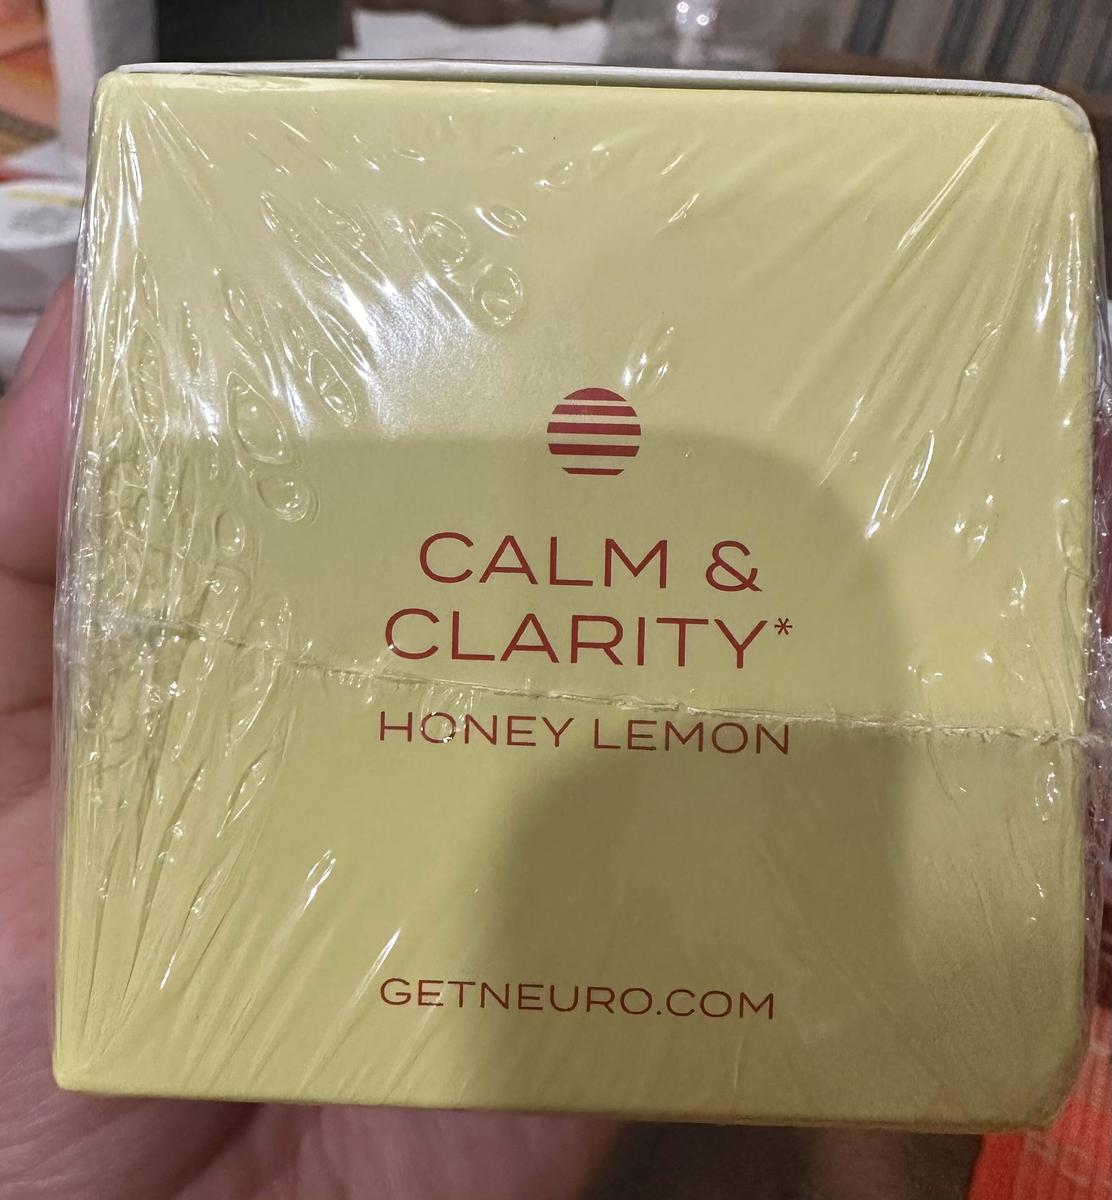 CALM &
CLARITY*
HONEY LEMON
GETNEURO.COM